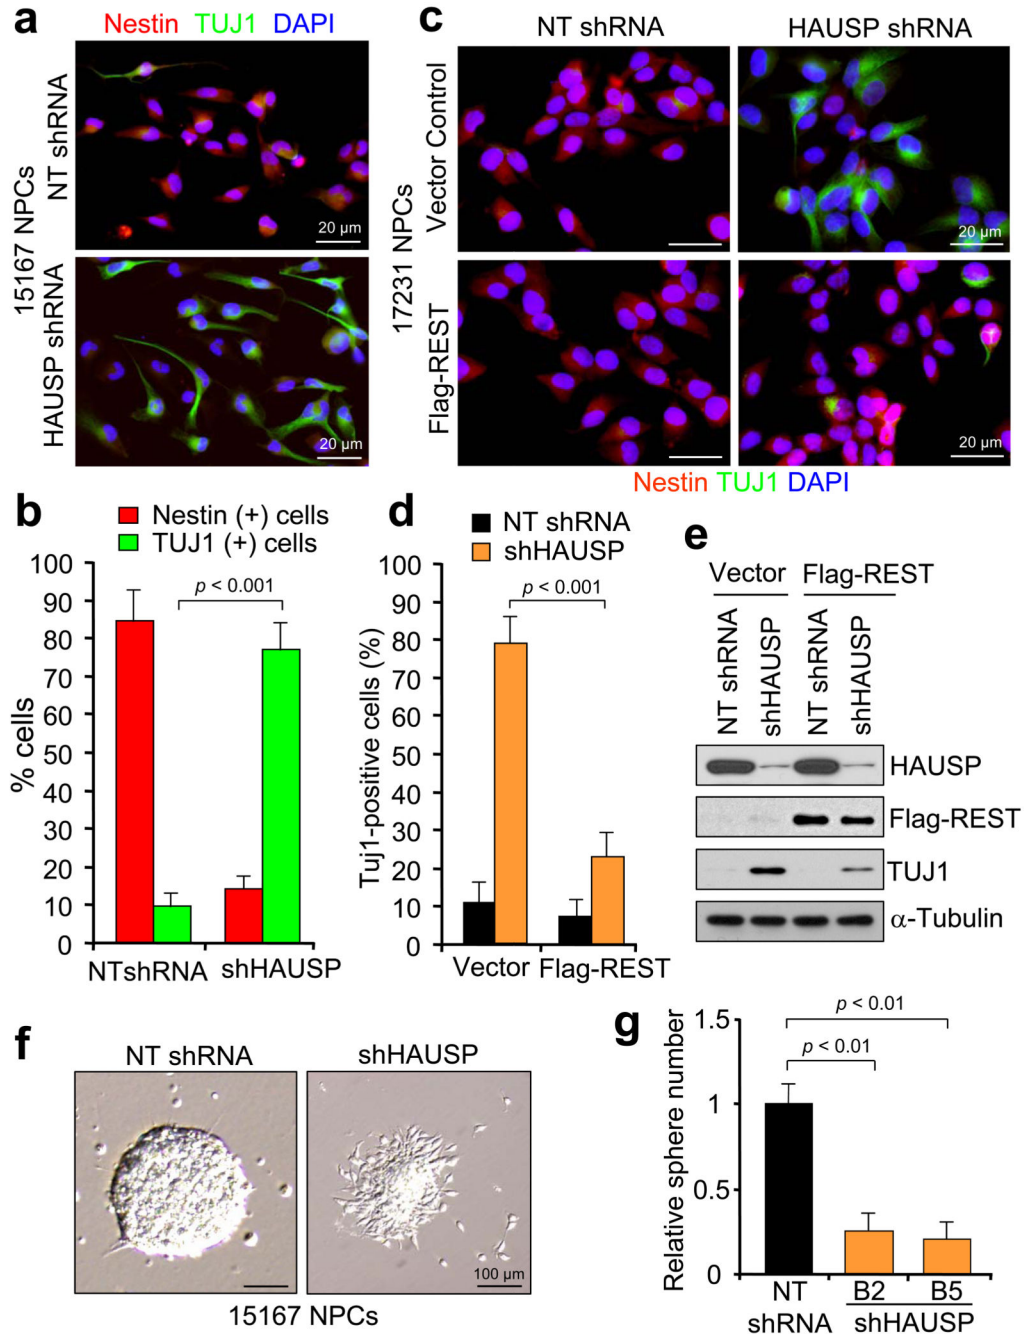 a
Nestin TUJ1 DAPI
15167 NPCs
NT shRNA
HAUSP shRNA
20 µm
20 µm
c
NT shRNA
HAUSP shRNA
17231 NPCs
Vector Control
Flag-REST
20 µm
20 µm
Nestin TUJ1 DAPI
b
Nestin (+) cells
TUJ1 (+) cells
% cells
100
90
80
70
60
50
40
30
20
10
0
p < 0.001
NTshRNA
shHAUSP
d
NT shRNA
shHAUSP
Tuj1-positive cells (%)
100
90
80
70
60
50
40
30
20
10
0
p < 0.001
Vector
Flag-REST
e
Vector
Flag-REST
NT shRNA
shHAUSP
NT shRNA
shHAUSP
HAUSP
Flag-REST
TUJ1
α-Tubulin
f
NT shRNA
shHAUSP
100 µm
15167 NPCs
g
Relative sphere number
1.5
1
0.5
0
p < 0.01
p < 0.01
NT
shRNA
B2
B5
shHAUSP